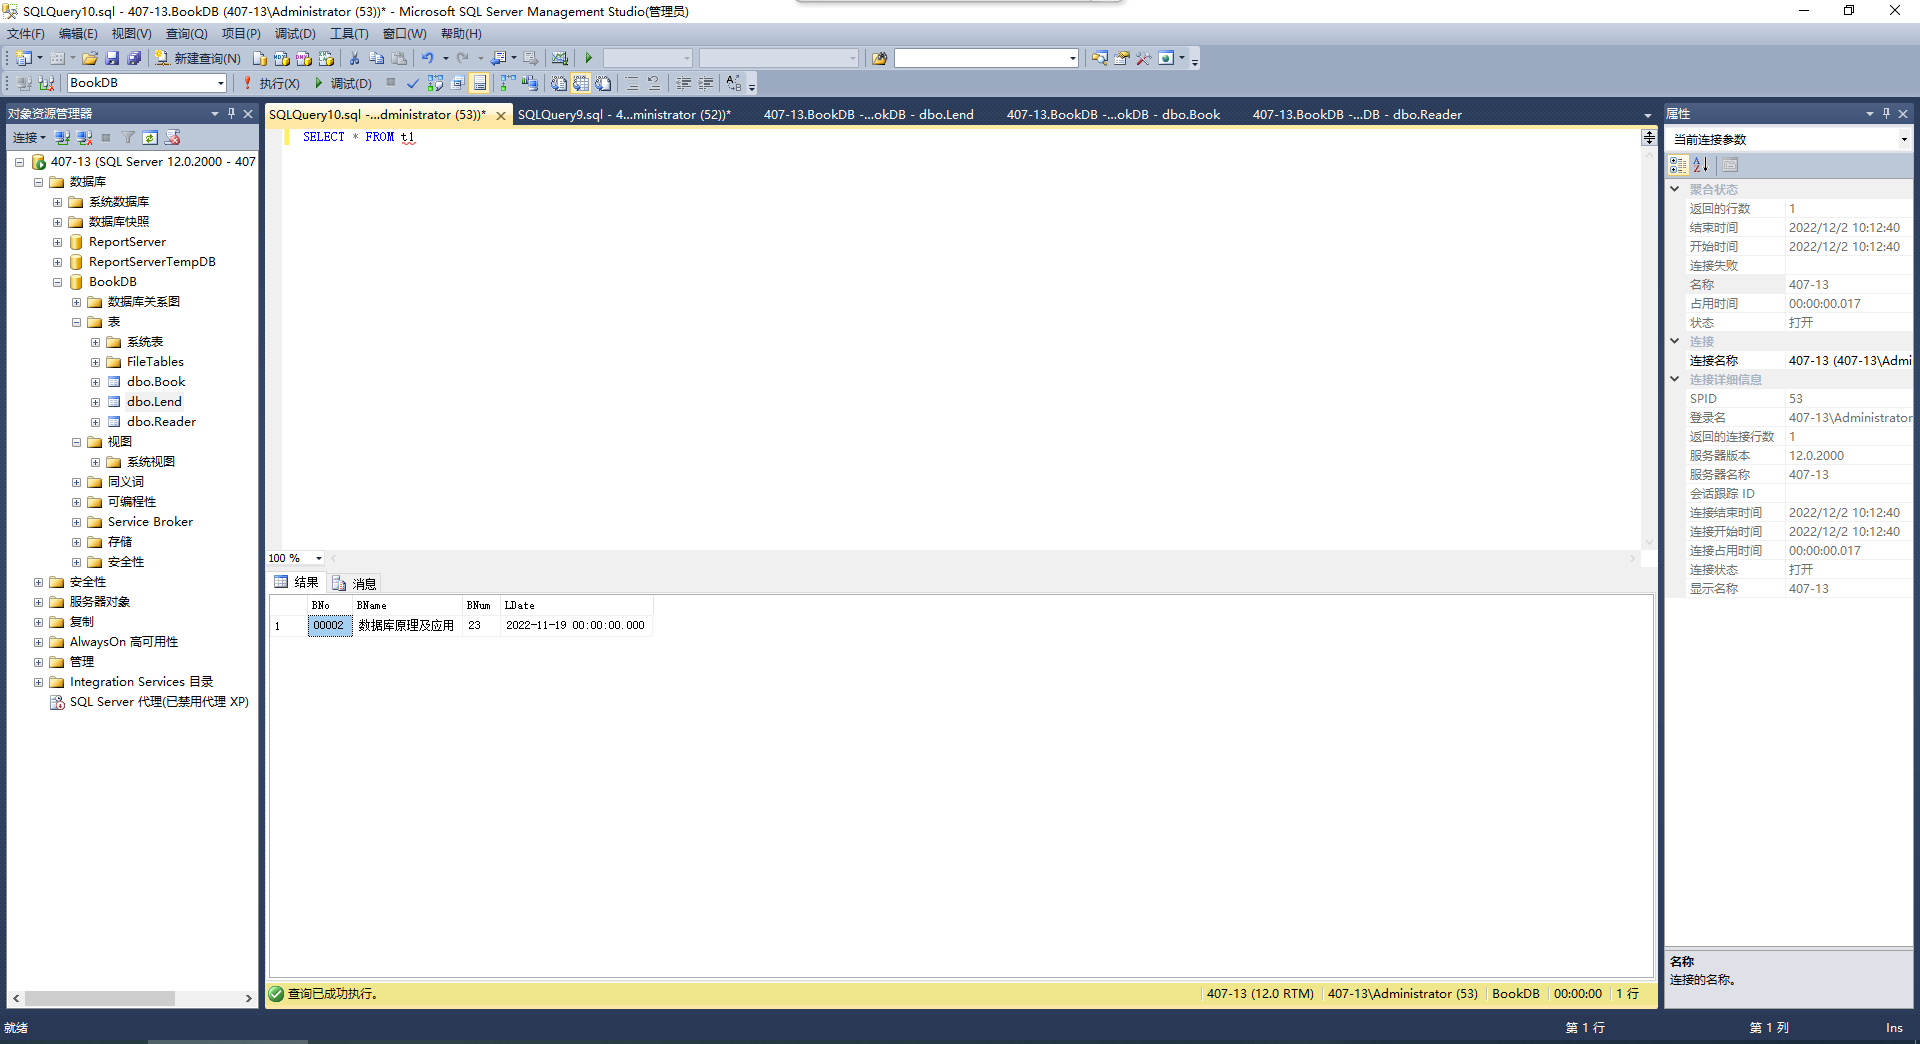 SQLQuery10.sql - 407-13.BookDB (407-13\Administrator (53))* - Microsoft SQL Server Management Studio(管理员)
文件(F) 编辑(E) 视图(V) 查询(Q) 项目(P) 调试(D) 工具(T) 窗口(W) 帮助(H)
新建查询(N)
BookDB 执行(X) 调试(D)
对象资源管理器
连接
407-13 (SQL Server 12.0.2000 - 407
数据库
系统数据库
数据库快照
ReportServer
ReportServerTempDB
BookDB
数据库关系图
表
系统表
FileTables
dbo.Book
dbo.Lend
dbo.Reader
视图
系统视图
同义词
可编程性
Service Broker
存储
安全性
安全性
服务器对象
复制
AlwaysOn 高可用性
管理
Integration Services 目录
SQL Server 代理(已禁用代理 XP)
SQLQuery10.sql -...dministrator (53))* SQLQuery9.sql - 4...ministrator (52))* 407-13.BookDB -...okDB - dbo.Lend 407-13.BookDB -...okDB - dbo.Book 407-13.BookDB -...DB - dbo.Reader
SELECT * FROM t1
100 %
结果 消息
BNo BName BNum LDate
1 00002 数据库原理及应用 23 2022-11-19 00:00:00.000
查询已成功执行。 407-13 (12.0 RTM) 407-13\Administrator (53) BookDB 00:00:00 1 行
属性
当前连接参数
聚合状态
返回的行数 1
结束时间 2022/12/2 10:12:40
开始时间 2022/12/2 10:12:40
连接失败
名称 407-13
占用时间 00:00:00.017
状态 打开
连接
连接名称 407-13 (407-13\Admi
连接详细信息
SPID 53
登录名 407-13\Administrator
返回的连接行数 1
服务器版本 12.0.2000
服务器名称 407-13
会话跟踪 ID
连接结束时间 2022/12/2 10:12:40
连接开始时间 2022/12/2 10:12:40
连接占用时间 00:00:00.017
连接状态 打开
显示名称 407-13
名称
连接的名称。
就绪 第 1 行 第 1 列 Ins